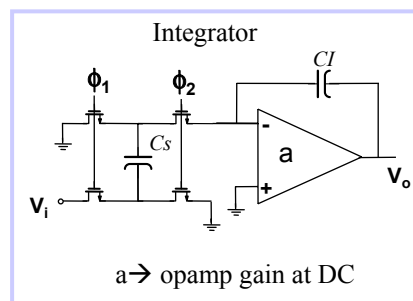 Integrator
CI
ϕ1 ϕ2
Cs
-
a
+
Vi
Vo
a→ opamp gain at DC